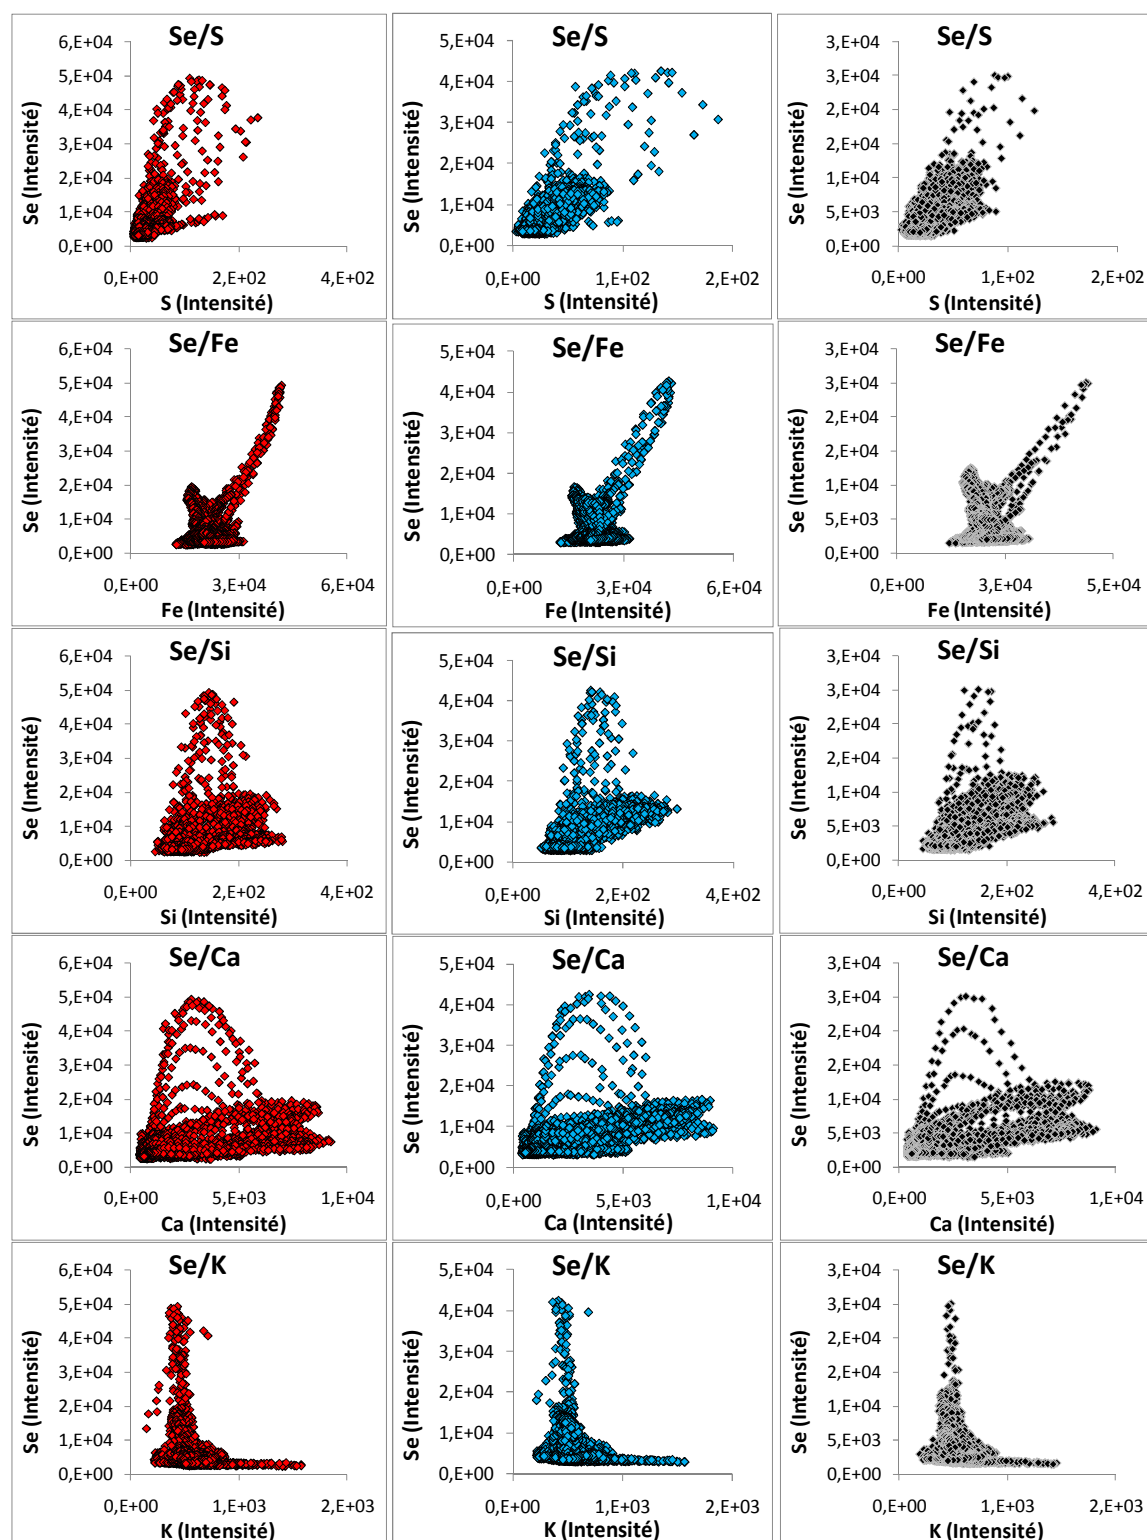 Se/S
6,E+04
5,E+04
4,E+04
3,E+04
2,E+04
1,E+04
0,E+00
Se (Intensité)
0,E+00 2,E+02 4,E+02
S (Intensité)
Se/S
5,E+04
4,E+04
3,E+04
2,E+04
1,E+04
0,E+00
Se (Intensité)
0,E+00 1,E+02 2,E+02
S (Intensité)
Se/S
3,E+04
3,E+04
2,E+04
2,E+04
1,E+04
5,E+03
0,E+00
Se (Intensité)
0,E+00 1,E+02 2,E+02
S (Intensité)
Se/Fe
6,E+04
5,E+04
4,E+04
3,E+04
2,E+04
1,E+04
0,E+00
Se (Intensité)
0,E+00 3,E+04 6,E+04
Fe (Intensité)
Se/Fe
5,E+04
4,E+04
3,E+04
2,E+04
1,E+04
0,E+00
Se (Intensité)
0,E+00 3,E+04 6,E+04
Fe (Intensité)
Se/Fe
3,E+04
3,E+04
2,E+04
2,E+04
1,E+04
5,E+03
0,E+00
Se (Intensité)
0,E+00 3,E+04 5,E+04
Fe (Intensité)
Se/Si
6,E+04
5,E+04
4,E+04
3,E+04
2,E+04
1,E+04
0,E+00
Se (Intensité)
0,E+00 2,E+02 4,E+02
Si (Intensité)
Se/Si
5,E+04
4,E+04
3,E+04
2,E+04
1,E+04
0,E+00
Se (Intensité)
0,E+00 2,E+02 4,E+02
Si (Intensité)
Se/Si
3,E+04
3,E+04
2,E+04
2,E+04
1,E+04
5,E+03
0,E+00
Se (Intensité)
0,E+00 2,E+02 4,E+02
Si (Intensité)
Se/Ca
6,E+04
5,E+04
4,E+04
3,E+04
2,E+04
1,E+04
0,E+00
Se (Intensité)
0,E+00 5,E+03 1,E+04
Ca (Intensité)
Se/Ca
5,E+04
4,E+04
3,E+04
2,E+04
1,E+04
0,E+00
Se (Intensité)
0,E+00 5,E+03 1,E+04
Ca (Intensité)
Se/Ca
3,E+04
3,E+04
2,E+04
2,E+04
1,E+04
5,E+03
0,E+00
Se (Intensité)
0,E+00 5,E+03 1,E+04
Ca (Intensité)
Se/K
6,E+04
5,E+04
4,E+04
3,E+04
2,E+04
1,E+04
0,E+00
Se (Intensité)
0,E+00 1,E+03 2,E+03
K (Intensité)
Se/K
5,E+04
4,E+04
3,E+04
2,E+04
1,E+04
0,E+00
Se (Intensité)
0,E+00 1,E+03 2,E+03
K (Intensité)
Se/K
3,E+04
3,E+04
2,E+04
2,E+04
1,E+04
5,E+03
0,E+00
Se (Intensité)
0,E+00 1,E+03 2,E+03
K (Intensité)